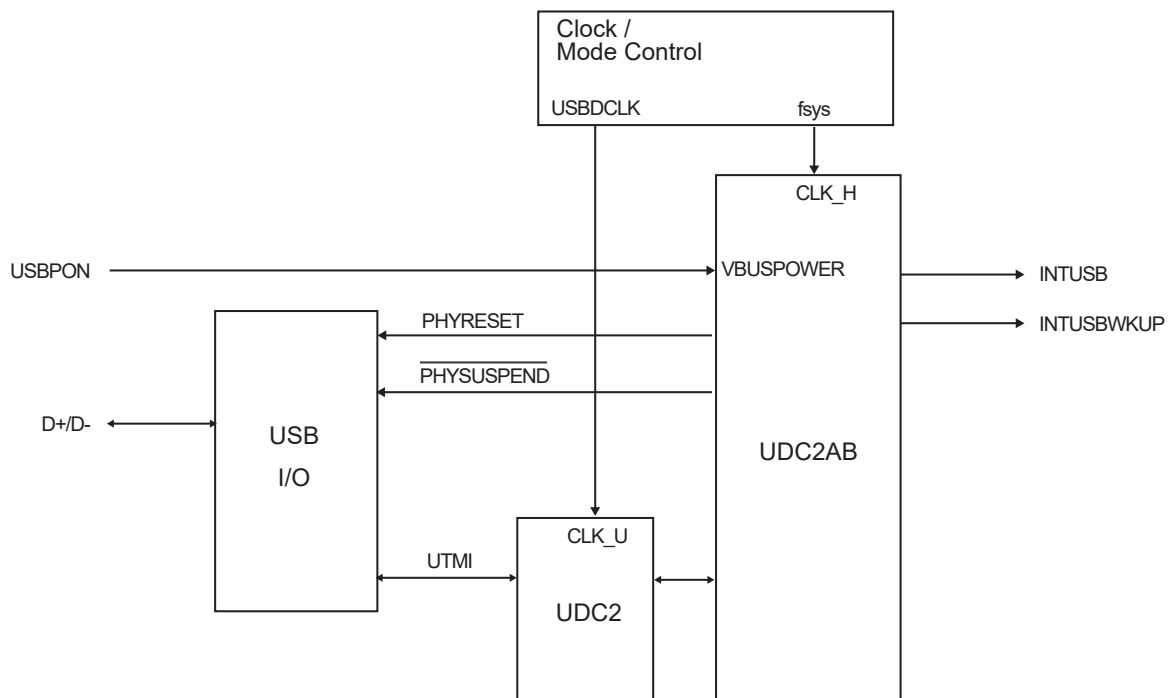 Clock /
Mode Control
USBDCLK
fsys
CLK_H
USBPON
VBUSPOWER
INTUSB
PHYRESET
INTUSBWKUP
PHYSUSPEND
D+/D-
USB
I/O
UDC2AB
CLK_U
UTMI
UDC2